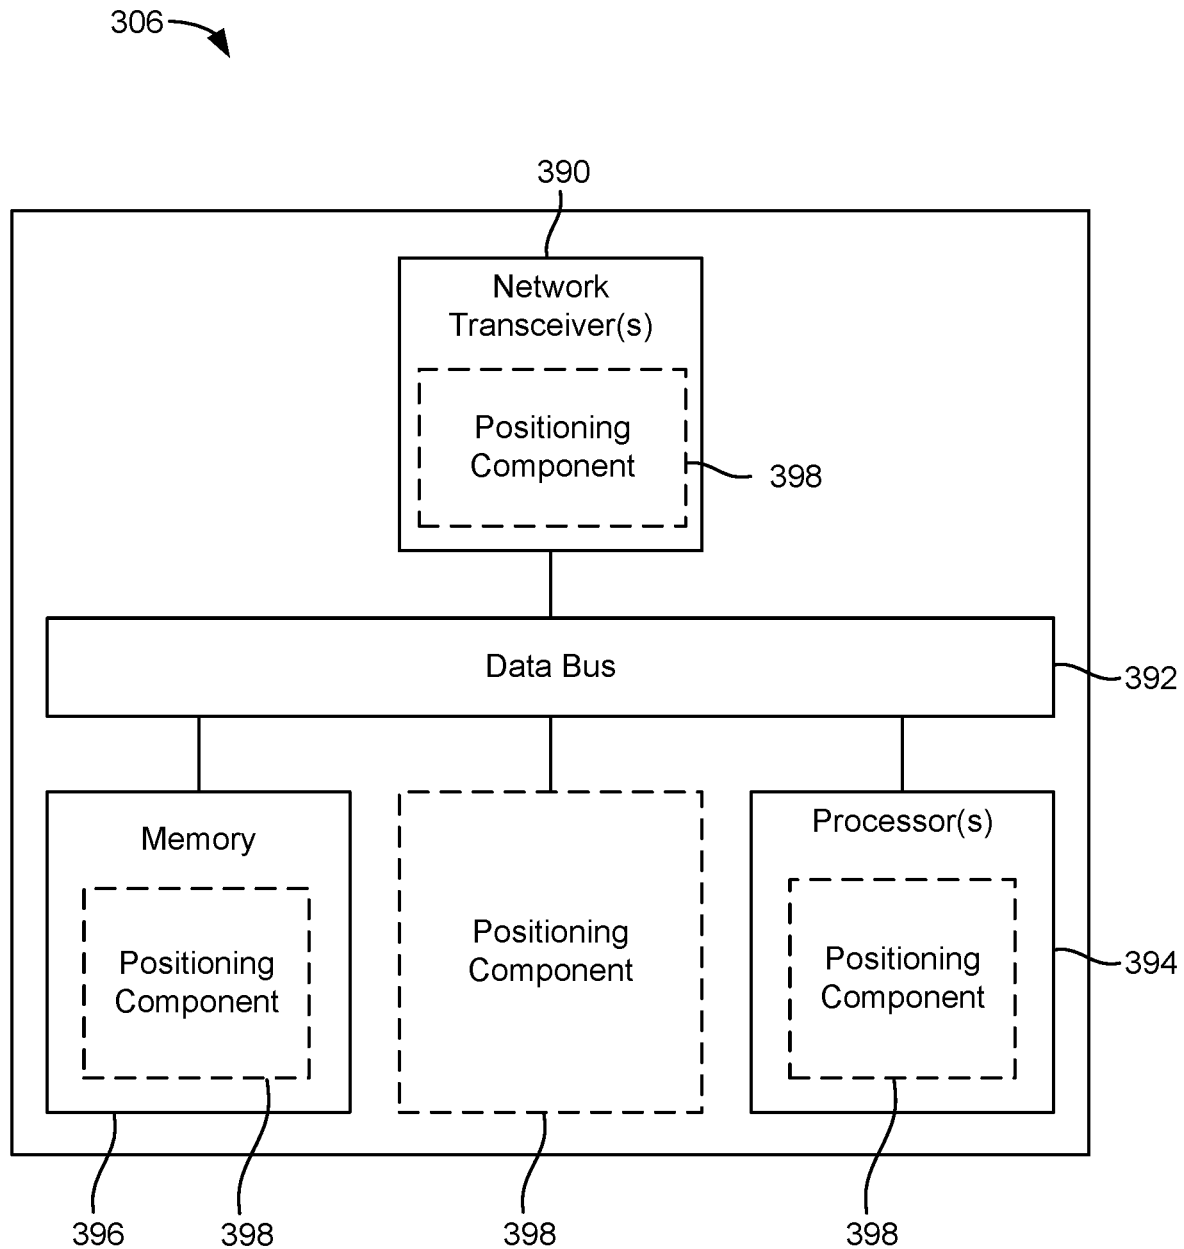 306
390
Network
Transceiver(s)
Positioning
Component
398
Data Bus
392
Memory
Positioning
Component
Positioning
Component
Processor(s)
Positioning
Component
394
396
398
398
398